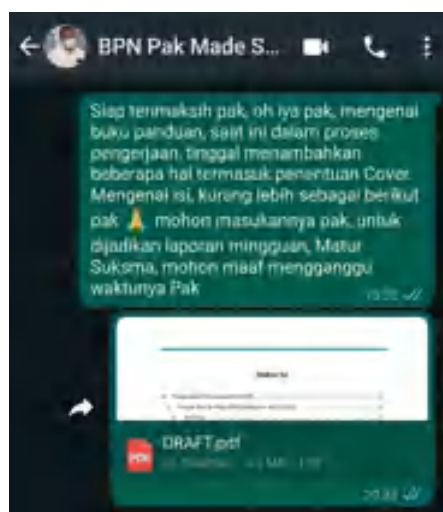 BPN Pak Made S...
Siap terimaksih pak, oh iya pak, mengenai
buku panduan, saat ini dalam proses
pengerjaan, tinggal menambahkan
beberapa hal termasuk penentuan Cover.
Mengenai isi, kurang lebih sebagai berikut
pak 🙏 mohon masukannya pak, untuk
dijadikan laporan mingguan, Matur
Suksma, mohon maaf mengganggu
waktunya Pak
DRAFT.pdf
PDF